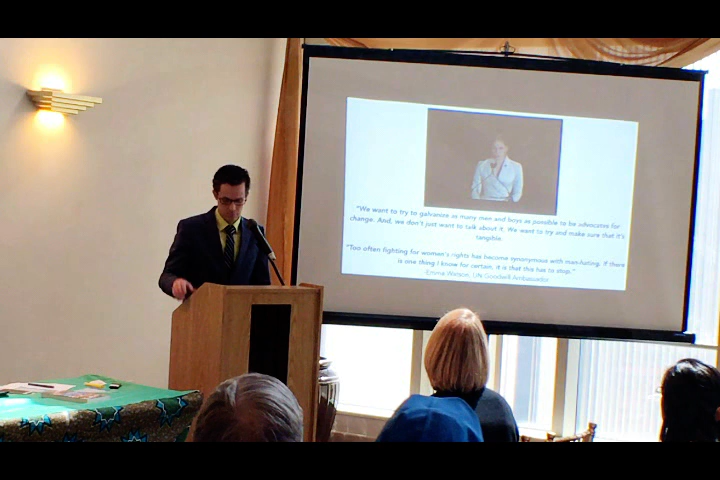 "We want to try to galvanize as many men and boys as possible to be advocates for
change. And, we don't just want to talk about it. We want to try and make sure that it's
tangible.
"Too often fighting for women's rights has become synonymous with man-hating. If there
is one thing I know for certain, it is that this has to stop."
-Emma Watson, UN Goodwill Ambassador